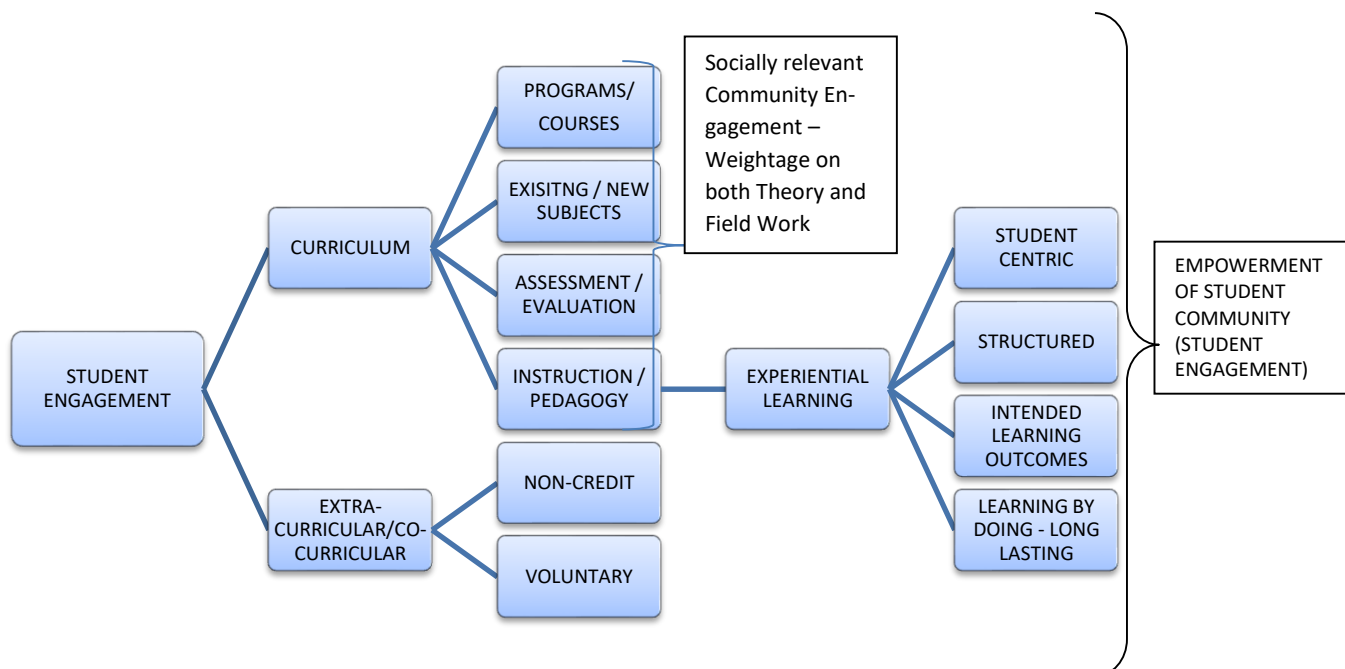 STUDENT
ENGAGEMENT
CURRICULUM
EXTRA-
CURRICULAR/CO-
CURRICULAR
PROGRAMS/
COURSES
EXISITNG / NEW
SUBJECTS
ASSESSMENT /
EVALUATION
INSTRUCTION /
PEDAGOGY
NON-CREDIT
VOLUNTARY
Socially relevant
Community En-
gagement –
Weightage on
both Theory and
Field Work
EXPERIENTIAL
LEARNING
STUDENT
CENTRIC
STRUCTURED
INTENDED
LEARNING
OUTCOMES
LEARNING BY
DOING - LONG
LASTING
EMPOWERMENT
OF STUDENT
COMMUNITY
(STUDENT
ENGAGEMENT)